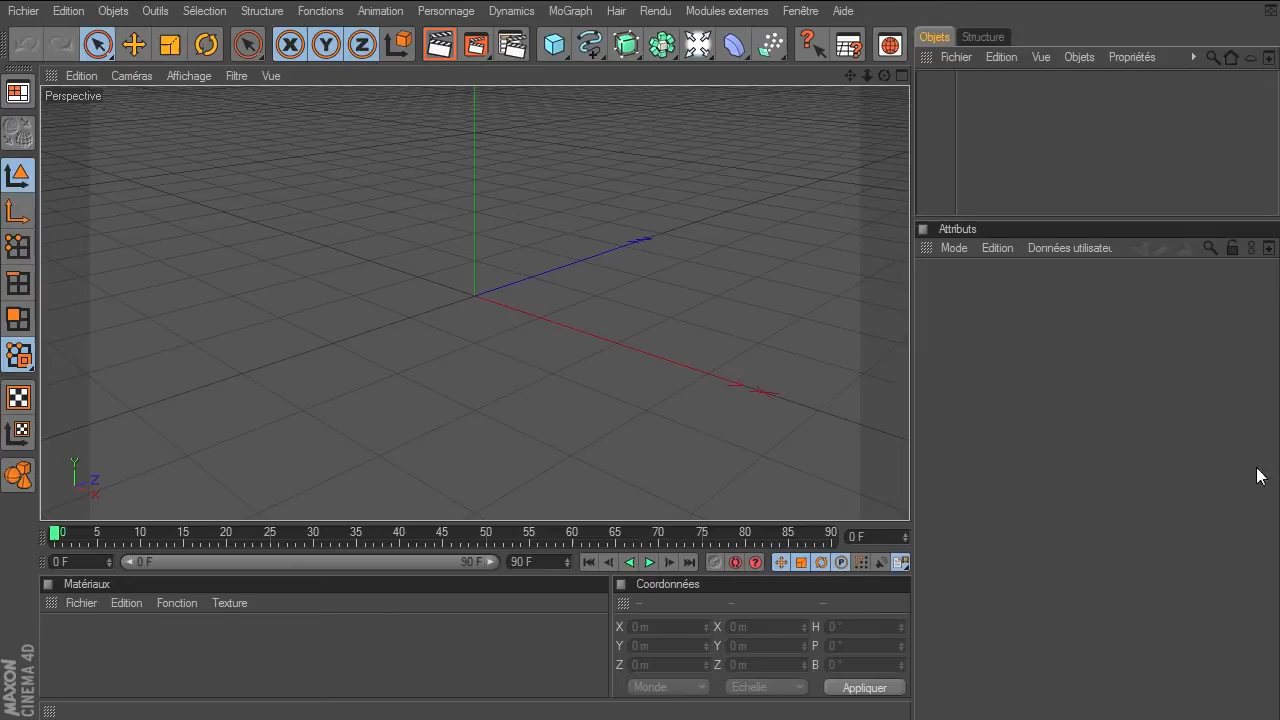 Fichier Edition Objets Outils Sélection Structure Fonctions Animation Personnage Dynamics MoGraph Hair Rendu Modules externes Fenêtre Aide
X Y Z
Objets Structure
Fichier Edition Vue Objets Propriétés
Edition Caméras Affichage Filtre Vue
Perspective
Attributs
Mode Edition Données utilisateu
Y
Z
X
0 5 10 15 20 25 30 35 40 45 50 55 60 65 70 75 80 85 90 0 F
0 F 0 F 90 F 90 F
Matériaux
Fichier Edition Fonction Texture
Coordonnées
X 0 m X 0 m H 0 °
Y 0 m Y 0 m P 0 °
Z 0 m Z 0 m B 0 °
Monde Echelle Appliquer
MAXON
CINEMA 4D